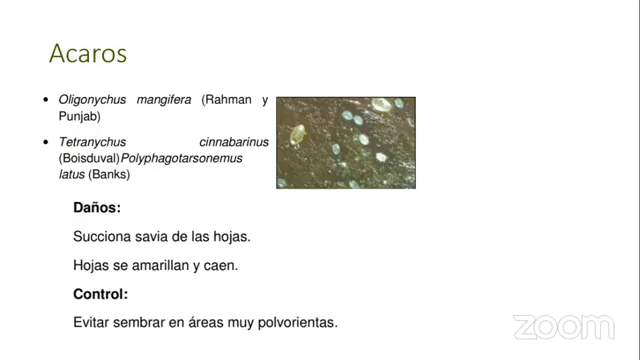 Acaros
• Oligonychus mangifera (Rahman y
Punjab)
• Tetranychus cinnabarinus
(Boisduval)Polyphagotarsonemus
latus (Banks)
Daños:
Succiona savia de las hojas.
Hojas se amarillan y caen.
Control:
Evitar sembrar en áreas muy polvorientas.
zoom